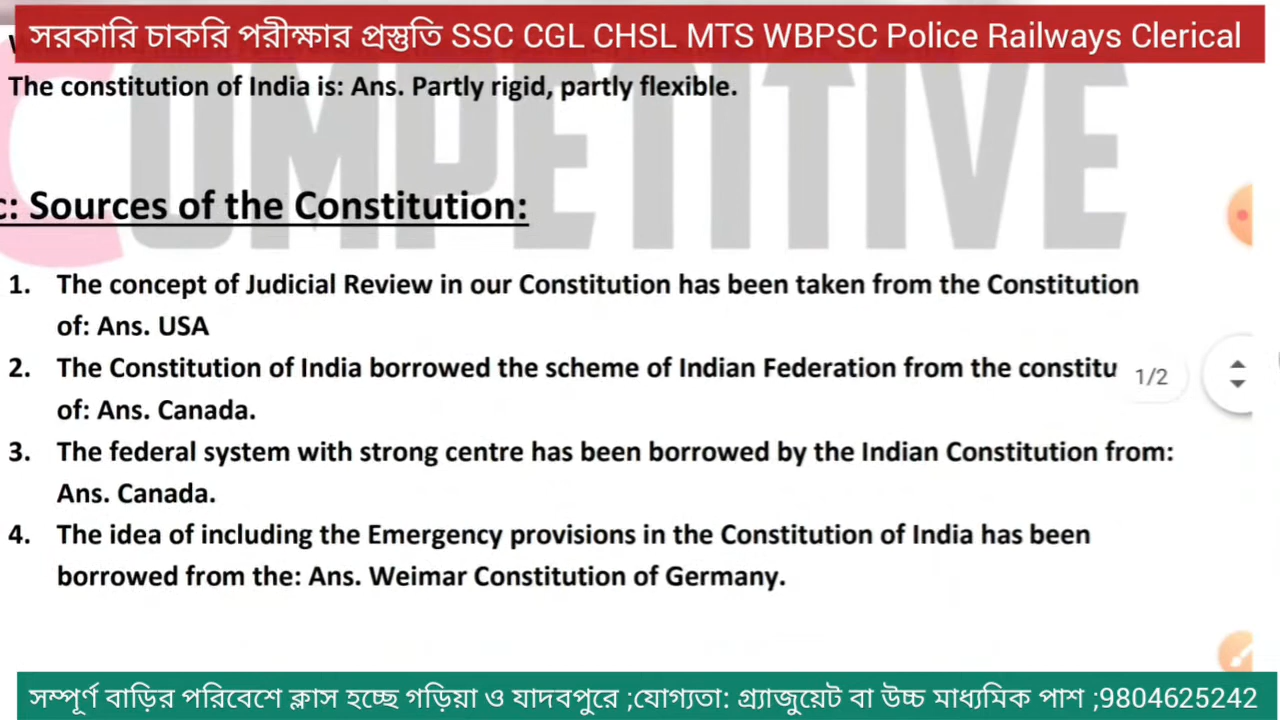 সরকারি চাকরি পরীক্ষার প্রস্তুতি SSC CGL CHSL MTS WBPSC Police Railways Clerical
The constitution of India is: Ans. Partly rigid, partly flexible.
COMPETITIVE
c: Sources of the Constitution:
1. The concept of Judicial Review in our Constitution has been taken from the Constitution
of: Ans. USA
2. The Constitution of India borrowed the scheme of Indian Federation from the constitu
1/2
of: Ans. Canada.
3. The federal system with strong centre has been borrowed by the Indian Constitution from:
Ans. Canada.
4. The idea of including the Emergency provisions in the Constitution of India has been
borrowed from the: Ans. Weimar Constitution of Germany.
সম্পূর্ণ বাড়ির পরিবেশে ক্লাস হচ্ছে গড়িয়া ও যাদবপুরে ;যোগ্যতা: গ্র্যাজুয়েট বা উচ্চ মাধ্যমিক পাশ ;9804625242